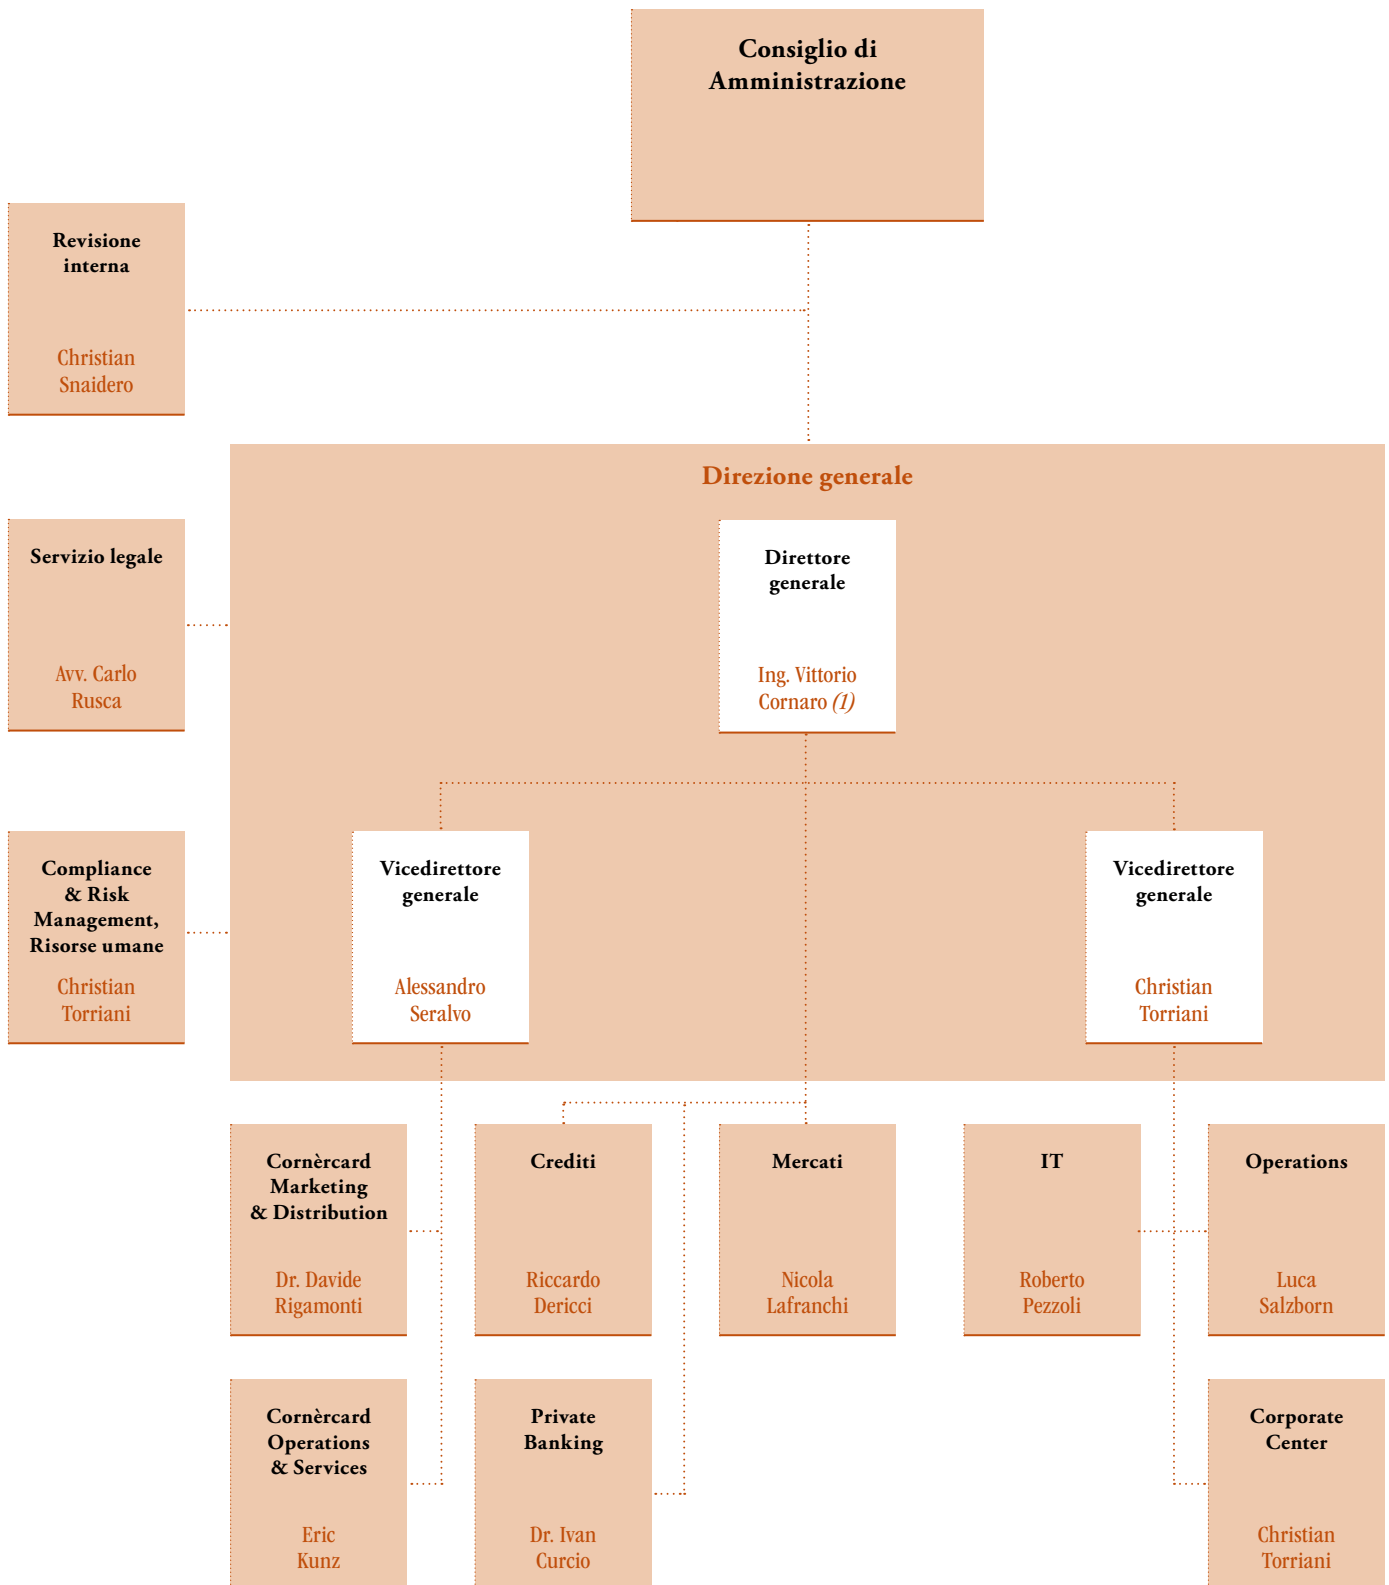 Consiglio di
Amministrazione
Revisione
interna
Christian
Snaidero
Direzione generale
Servizio legale
Avv. Carlo
Rusca
Direttore
generale
Ing. Vittorio
Cornaro (1)
Compliance
& Risk
Management,
Risorse umane
Christian
Torriani
Vicedirettore
generale
Alessandro
Seralvo
Vicedirettore
generale
Christian
Torriani
Cornèrcard
Marketing
& Distribution
Dr. Davide
Rigamonti
Crediti
Riccardo
Dericci
Mercati
Nicola
Lafranchi
IT
Roberto
Pezzoli
Operations
Luca
Salzborn
Cornèrcard
Operations
& Services
Eric
Kunz
Private
Banking
Dr. Ivan
Curcio
Corporate
Center
Christian
Torriani